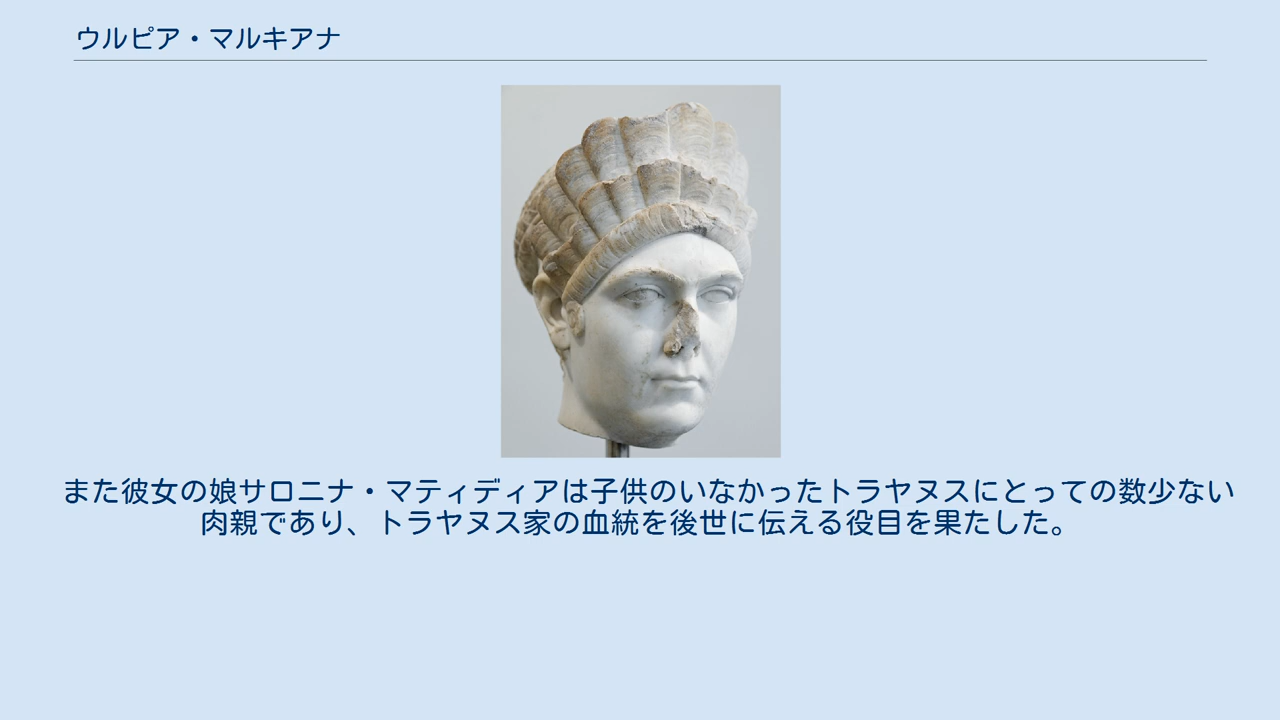 ウルピア・マルキアナ
また彼女の娘サロニナ・マティディアは子供のいなかったトラヤヌスにとっての数少ない
肉親であり、トラヤヌス家の血統を後世に伝える役目を果たした。